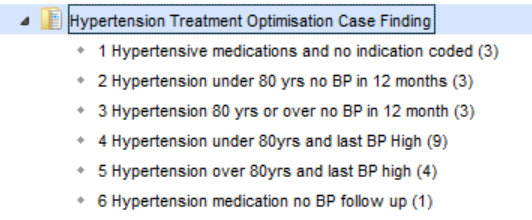 Hypertension Treatment Optimisation Case Finding
1 Hypertensive medications and no indication coded (3)
2 Hypertension under 80 yrs no BP in 12 months (3)
3 Hypertension 80 yrs or over no BP in 12 month (3)
4 Hypertension under 80yrs and last BP High (9)
5 Hypertension over 80yrs and last BP high (4)
6 Hypertension medication no BP follow up (1)